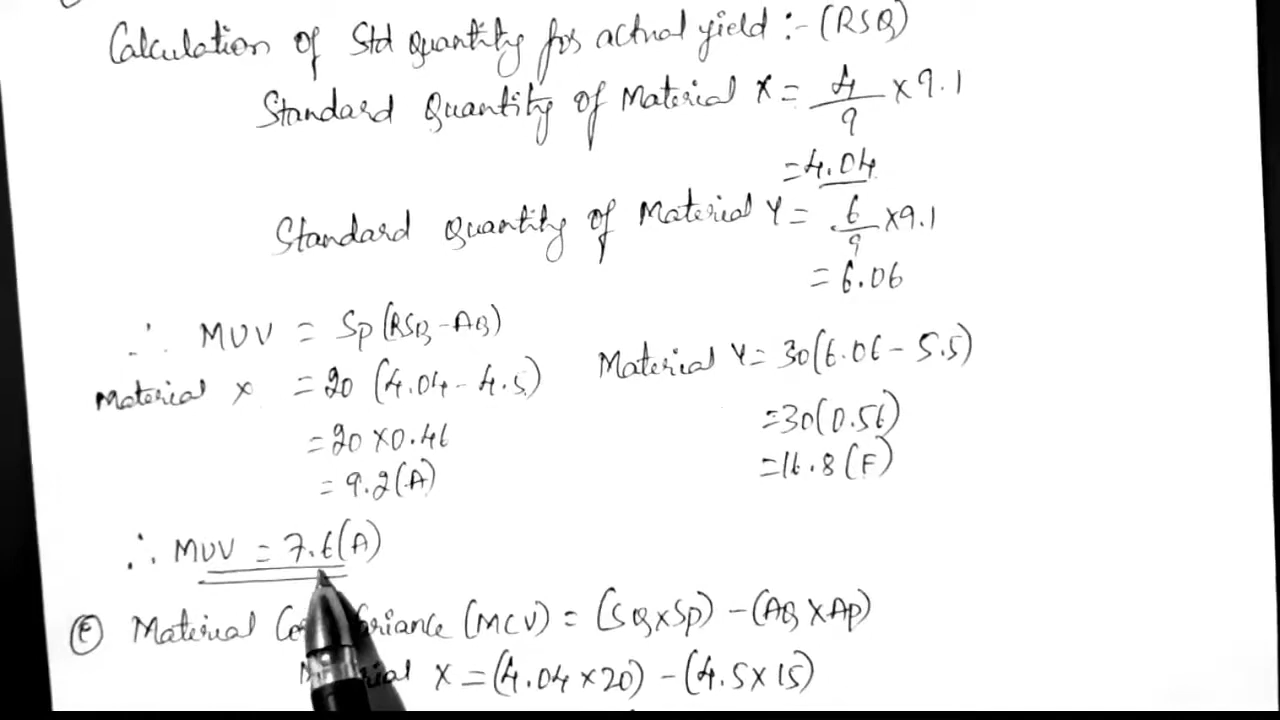 Calculation of Std Quantity for actual yield :- (RSQ)
Standard Quantity of Material X = 4/9 × 9.1
= 4.04
Standard Quantity of Material Y = 6/9 × 9.1
= 6.06
∴ MUV = SP(RSQ - AQ)
Material X = 20 (4.04 - 4.5)
= 20 × 0.46
= 9.2(A)
Material Y = 30(6.06 - 5.5)
= 30(0.56)
= 16.8(F)
∴ MUV = 7.6(A)
(F) Material Variance (MCV) = (SQ×SP) - (AQ×AP)
X = (4.04×20) - (4.5×15)